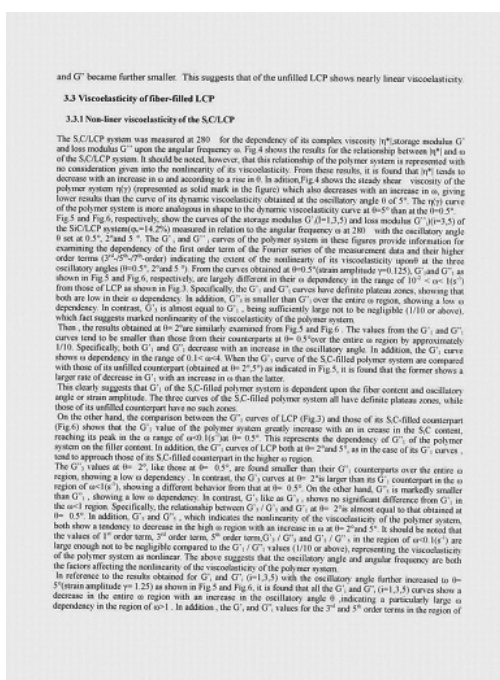 and G'' became further smaller. This suggests that of the unfilled LCP shows nearly linear viscoelasticity
3.3 Viscoelasticity of fiber-filled LCP
3.3.1 Non-liner viscoelasticity of the S,C/LCP
The S,C/LCP system was measured at 280 for the dependency of its complex viscosity |η*|,storage modulus G'
and loss modulus G'' upon the angular frequency ω. Fig.4 shows the results for the relationship between |η*| and ω
of the S,C/LCP system. It should be noted, however, that this relationship of the polymer system is represented with
no consideration given into the nonlinearity of its viscoelasticity. From these results, it is found that |η*| tends to
decrease with an increase in ω and according to a rise in θ. In adition,Fig.4 shows the steady shear viscosity of the
polymer system η(γ) (represented as solid mark in the figure) which also decreases with an increase in ω, giving
lower results than the curve of its dynamic viscoelasticity obtained at the oscillatory angle θ of 5°. The η(γ) curve
of the polymer system is more analogous in shape to the dynamic viscoelasticity curve at θ=5° than at the θ=0.5°.
Fig.5 and Fig.6, respectively, show the curves of the storage modulus G'ᵢ(I=1,3,5) and loss modulus G''ᵢ)(i=3,5) of
the SiC/LCP system(φ,=14.2%) measured in relation to the angular frequency ω at 280 with the oscillatory angle
θ set at 0.5°, 2°and 5 °. The G'ᵢ and G''ᵢ , curves of the polymer system in these figures provide information for
examining the dependency of the first order term of the Fourier series of the measurement data and their higher
order terms (3ʳᵈ-/5ᵗʰ-/7ᵗʰ-order) indicating the extent of the nonlinearity of its viscoelasticity uponθ at the three
oscillatory angles (θ=0.5°, 2°and 5 °). From the curves obtained at θ=0.5°(strain amplitude γ=0.125), G'ᵢ and G''ᵢ, as
shown in Fig.5 and Fig.6, respectively, are largely different in their ω dependency in the range of 10⁻² < ω< 1(s⁻¹)
from those of LCP as shown in Fig.3. Specifically, the G'₁ and G''₁ curves have definite plateau zones, showing that
both are low in their ω dependency. In addition, G''₁ is smaller than G'₁ over the entire ω region, showing a low ω
dependency. In contrast, G'₃ is almost equal to G'₅ , being sufficiently large not to be negligible (1/10 or above),
which fact suggests marked nonlinearity of the viscoelasticity of the polymer system.
Then , the results obtained at θ= 2°are similarly examined from Fig.5 and Fig.6 . The values from the G'₁ and G''₁
curves tend to be smaller than those from their counterparts at θ= 0.5°over the entire ω region by approximately
1/10. Specifically, both G'₁ and G''₁ decrease with an increase in the oscillatory angle. In addition, the G'₁ curve
shows ω dependency in the range of 0.1< ω<4. When the G'₁ curve of the S,C-filled polymer system are compared
with those of its unfilled counterpart (obtained at θ= 2°,5°) as indicated in Fig.5, it is found that the former shows a
larger rate of decrease in G'₁ with an increase in ω than the latter.
This clearly suggests that G'₁ of the S,C-filled polymer system is dependent upon the fiber content and oscillatory
angle or strain amplitude. The three curves of the S,C-filled polymer system all have definite plateau zones, while
those of its unfilled counterpart have no such zones.
On the other hand, the comparison between the G''₁ curves of LCP (Fig.3) and those of its S,C-filled counterpart
(Fig.6) shows that the G'₁ value of the polymer system greatly increase with an in crease in the S,C content,
reaching its peak in the ω range of ω<0.1(s⁻¹)at θ= 0.5°. This represents the dependency of G''₁ of the polymer
system on the filler content. In addition, the G''₁ curves of LCP both at θ= 2°and 5°, as in the case of its G'₁ curves ,
tend to approach those of its S,C-filled counterpart in the higher ω region.
The G''₁ values at θ= 2°, like those at θ= 0.5°, are found smaller than their G'₁ counterparts over the entire ω
region, showing a low ω dependency . In contrast, the G'₃ curves at θ= 2°is larger than its G'₁ counterpart in the ω
region of ω<1(s⁻¹), showing a different behavior from that at θ= 0.5°. On the other hand, G''₃ is markedly smaller
than G''₁ , showing a low ω dependency. In contrast, G'₅ like as G'₃ , shows no significant difference from G'₁ in
the ω<1 region. Specifically, the relationship between G'₃ / G'₁ and G'₅ at θ= 2°is almost equal to that obtained at
θ= 0.5°. In addition, G'₃ and G''₃ , which indicates the nonlinearity of the viscoelasticity of the polymer system,
both show a tendency to decrease in the high ω region with an increase in ω at θ= 2°and 5°. It should be noted that
the values of 1ˢᵗ order term, 3ʳᵈ order term, 5ᵗʰ order term,G'₃ / G''₁ and G'₅ / G''₁ , in the region of ω<0.1(s⁻¹) are
large enough not to be negligible compared to the G'₁ / G''₁ values (1/10 or above), representing the viscoelasticity
of the polymer system as nonlinear. The above suggests that the oscillatory angle and angular frequency are both
the factors affecting the nonlinearity of the viscoelasticity of the polymer system.
In reference to the results obtained for G'ᵢ and G''ᵢ (i=1,3,5) with the oscillatory angle further increased to θ=
5°(strain amplitude γ= 1.25) as shown in Fig.5 and Fig.6, it is found that all the G'ᵢ and G''ᵢ (i=1,3,5) curves show a
decrease in the entire ω region with an increase in the oscillatory angle θ ,indicating a particularly large ω
dependency in the region of ω>1 . In addition , the G'ᵢ and G''ᵢ values for the 3ʳᵈ and 5ᵗʰ order terms in the region of